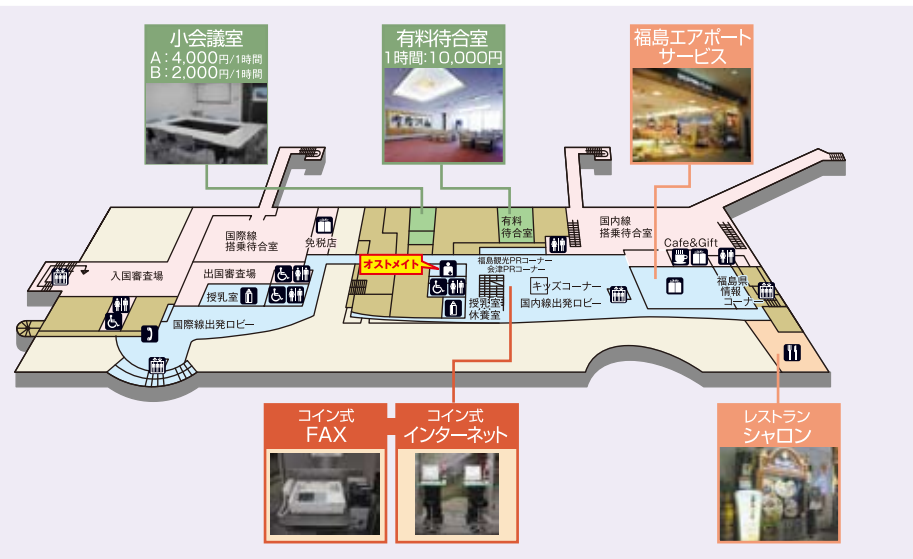 小会議室
A：4,000円/1時間
B：2,000円/1時間
有料待合室
1時間：10,000円
福島エアポート
サービス
国際線
搭乗待合室
免税店
有料
待合室
国内線
搭乗待合室
Cafe&Gift
入国審査場
出国審査場
オストメイト
福島観光PRコーナー
会津PRコーナー
キッズコーナー
福島県
情報
コーナー
授乳室
授乳室
休養室
国内線出発ロビー
国際線出発ロビー
コイン式
FAX
コイン式
インターネット
レストラン
シャロン